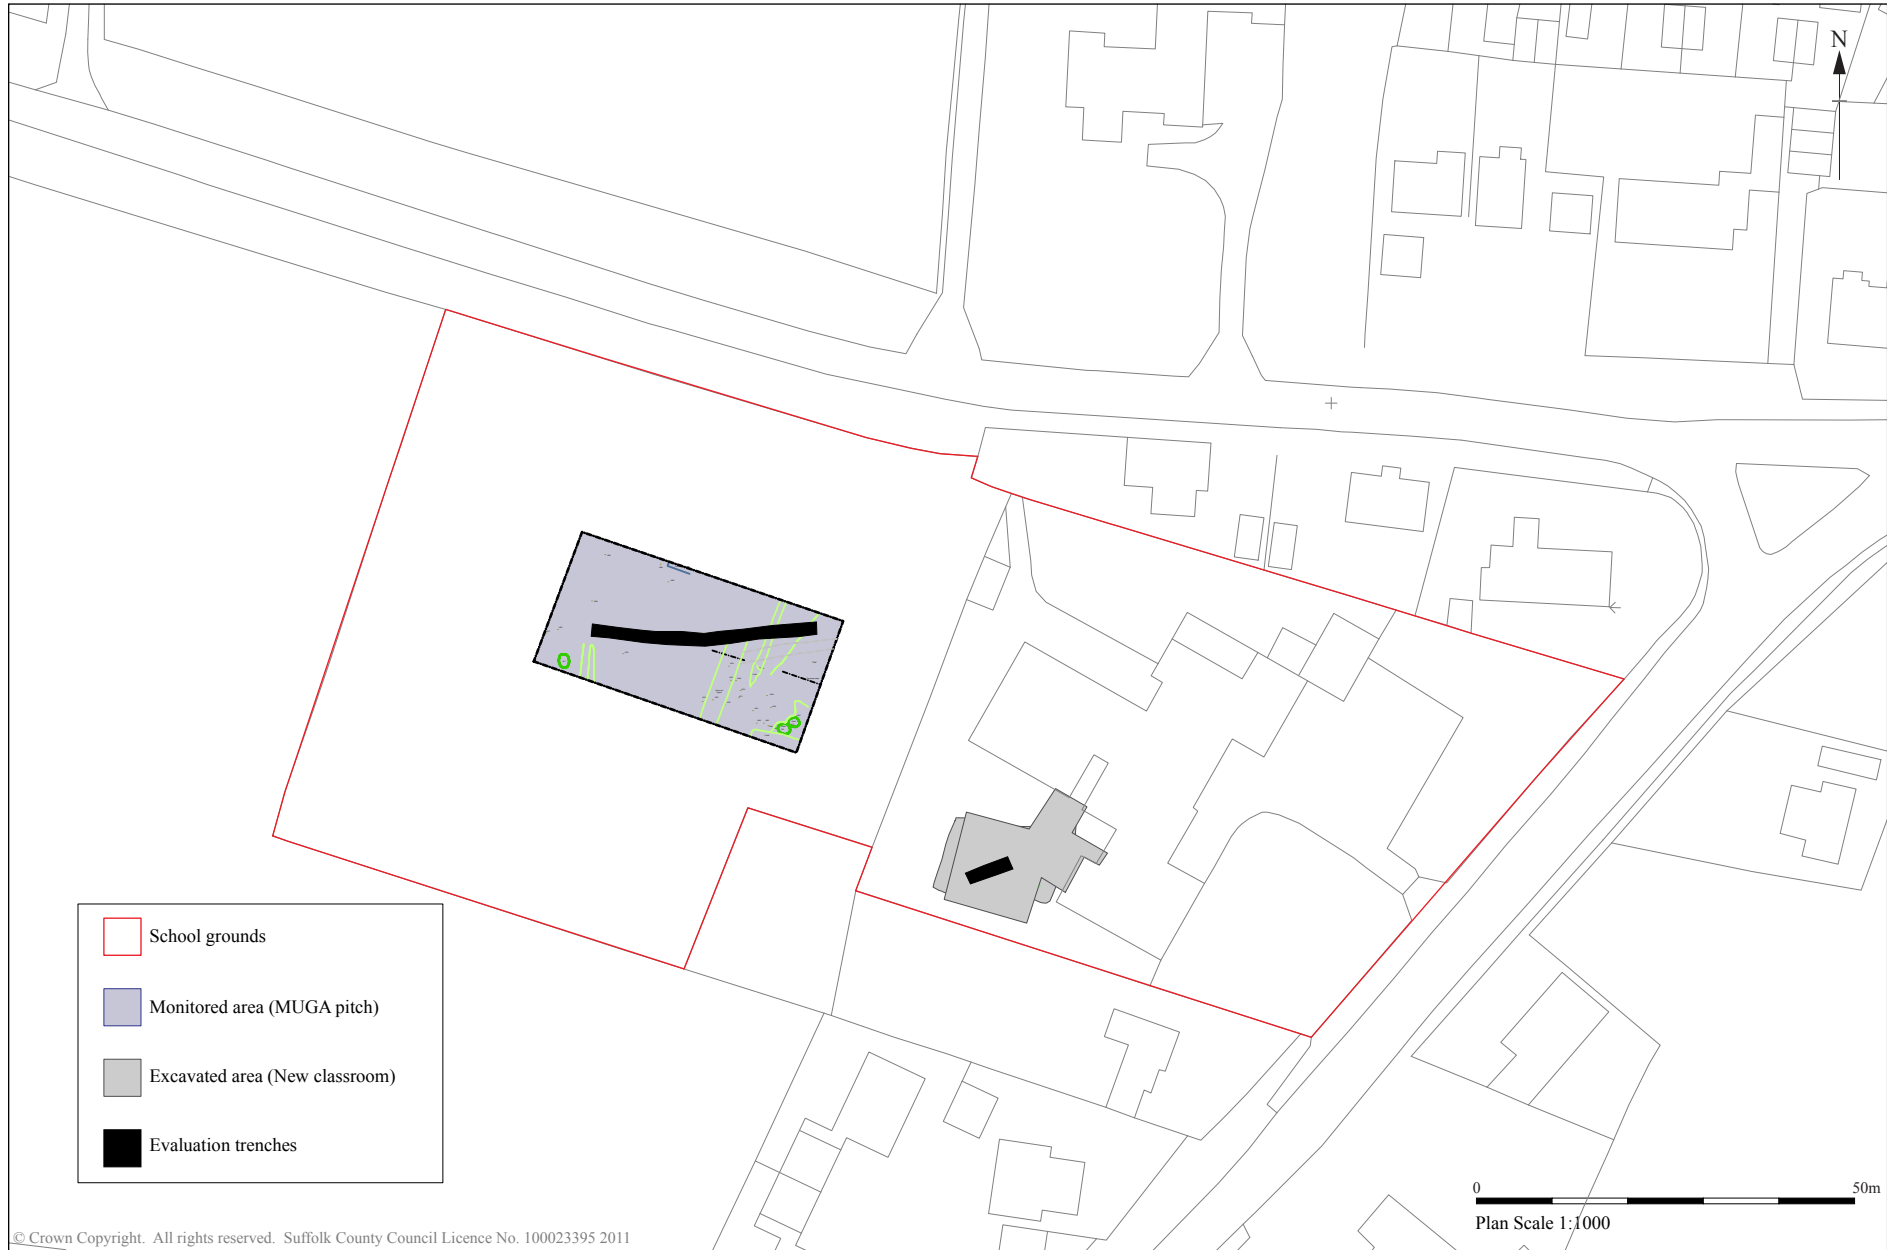 N
School grounds
Monitored area (MUGA pitch)
Excavated area (New classroom)
Evaluation trenches
0 50m
Plan Scale 1:1000
© Crown Copyright. All rights reserved. Suffolk County Council Licence No. 100023395 2011